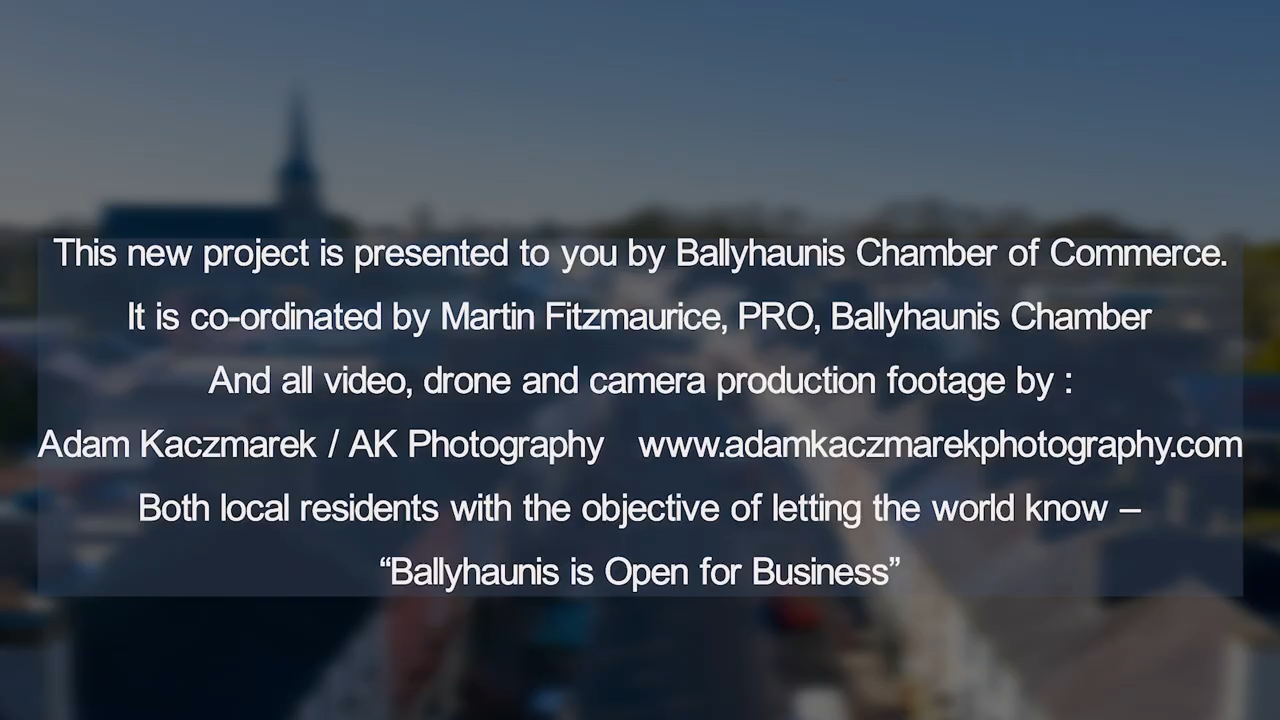 This new project is presented to you by Ballyhaunis Chamber of Commerce.
It is co-ordinated by Martin Fitzmaurice, PRO, Ballyhaunis Chamber
And all video, drone and camera production footage by :
Adam Kaczmarek / AK Photography www.adamkaczmarekphotography.com
Both local residents with the objective of letting the world know –
“Ballyhaunis is Open for Business”